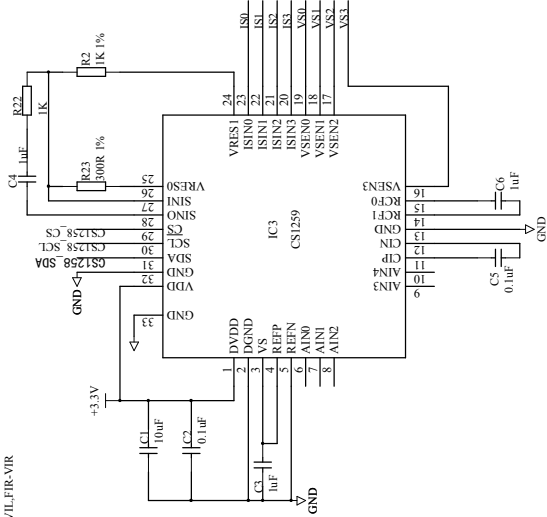 VIL,FIR-VIR
+3.3V
C1
10uF
C2
0.1uF
C3
1uF
GND
IC3
CS1259
1 DVDD
2 DGND
3 VS
4 REFP
5 REFN
6 AIN0
7 AIN1
8 AIN2
9 AIN3
10 AIN4
11 CIP
12 CIN
13 GND
14 RCF1
15 RCF0
16 VSEN3
17 VSEN2
18 VSEN1
19 VSEN0
20 ISIN3
21 ISIN2
22 ISIN1
23 ISIN0
24 VRES1
25 VRES0
26 SINI
27 SINO
28 CS
29 SCL
30 SDA
31 GND
32 VDD
33 GND
GND
CS1258_SDA
CS1258_SCL
CS1258_CS
C4
1uF
R22
1K
R23
300R 1%
R2
1K 1%
IS0
IS1
IS2
IS3
VS0
VS1
VS2
VS3
C5
0.1uF
C6
1uF
GND